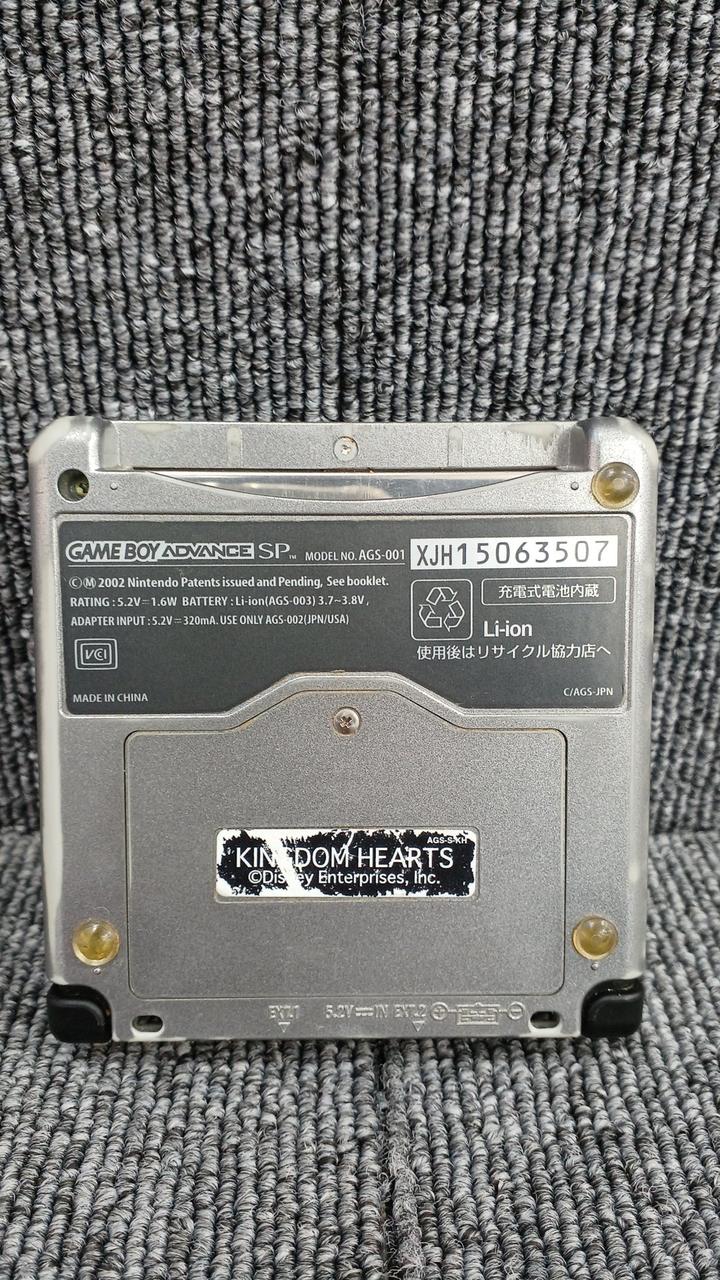 GAME BOY ADVANCE SP™ MODEL NO. AGS-001 XJH15063507
©Ⓜ 2002 Nintendo Patents issued and Pending, See booklet.
RATING : 5.2V⎓1.6W BATTERY : Li-ion(AGS-003) 3.7~3.8V,
ADAPTER INPUT : 5.2V⎓320mA. USE ONLY AGS-002(JPN/USA)
充電式電池内蔵
Li-ion
使用後はリサイクル協力店へ
VCI
MADE IN CHINA
C/AGS-JPN
AGS-S-KH
KINGDOM HEARTS
©Disney Enterprises, Inc.
EXT.1 5.2V⎓IN EXT.2